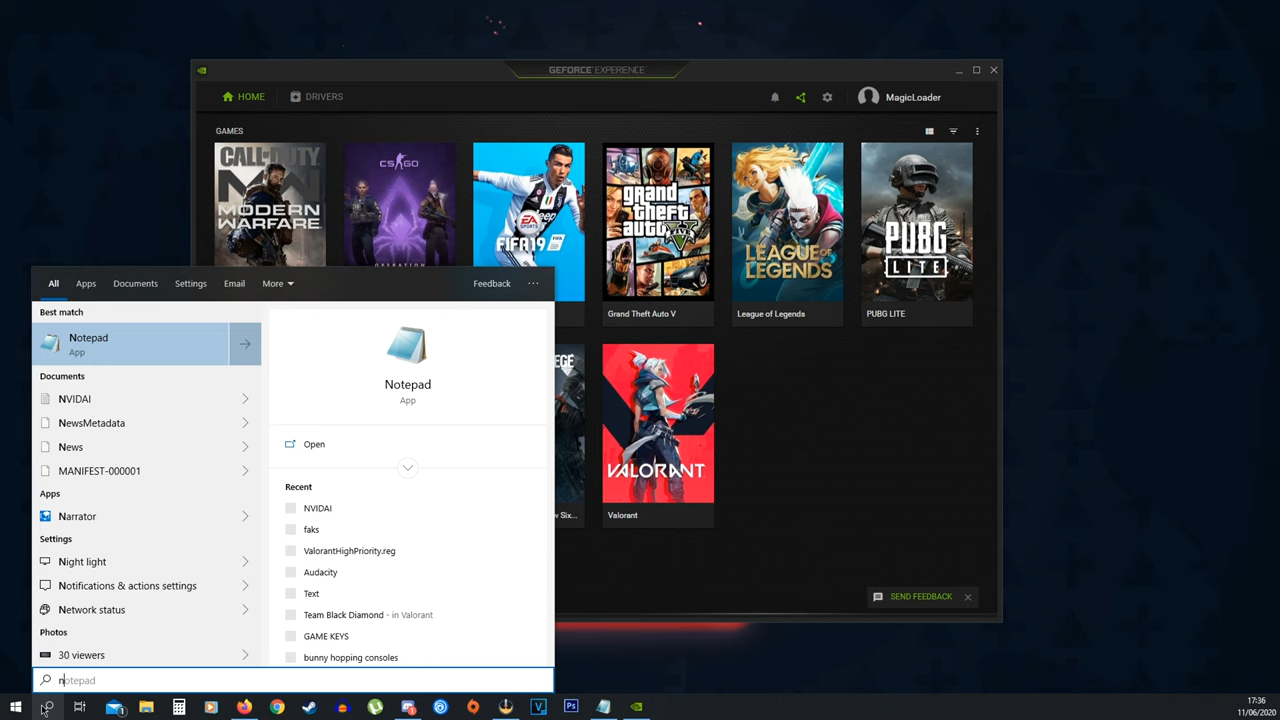 GEFORCE EXPERIENCE
HOME
DRIVERS
MagicLoader
GAMES
CALL OF DUTY
MODERN
WARFARE
CS:GO
OPERATION
EA SPORTS
FIFA 19
grand
theft
auto
V
LEAGUE OF
LEGENDS
PUBG
LITE
Grand Theft Auto V
League of Legends
PUBG LITE
VALORANT
Valorant
w Six...
SEND FEEDBACK
All
Apps
Documents
Settings
Email
More
Feedback
Best match
Notepad
App
Documents
NVIDAI
NewsMetadata
News
MANIFEST-000001
Apps
Narrator
Settings
Night light
Notifications & actions settings
Network status
Photos
30 viewers
Notepad
App
Open
Recent
NVIDAI
faks
ValorantHighPriority.reg
Audacity
Text
Team Black Diamond - in Valorant
GAME KEYS
bunny hopping consoles
notepad
17:36
11/06/2020